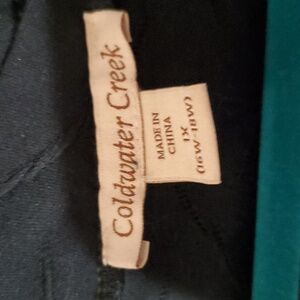 Coldwater Creek
MADE IN
CHINA
1X
(16W-18W)